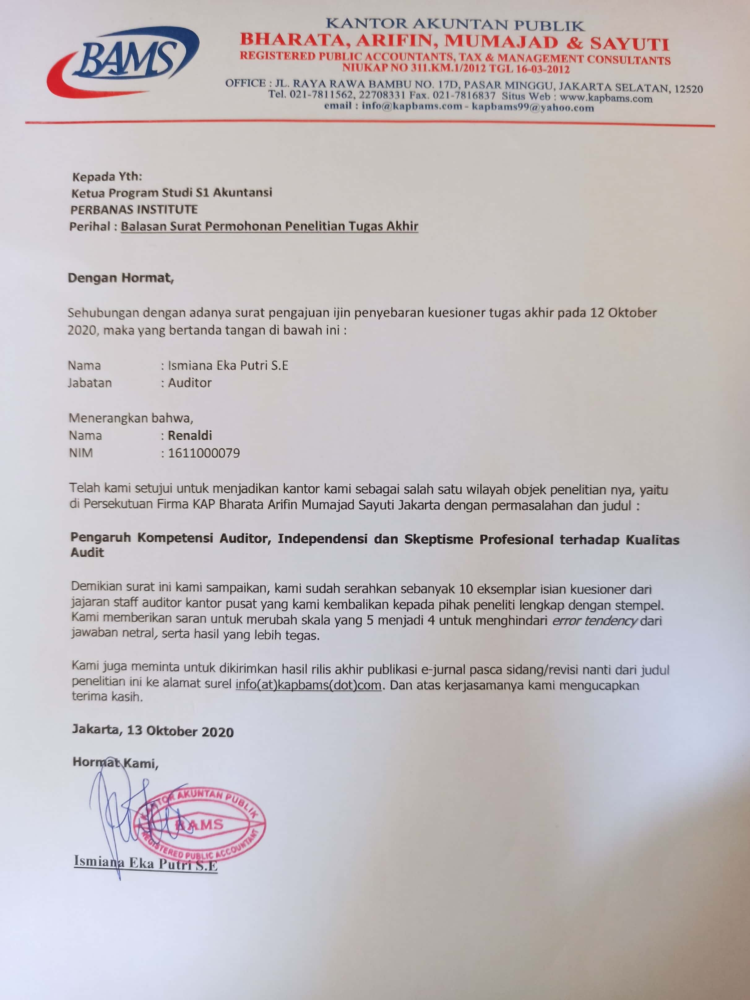 BAMS
KANTOR AKUNTAN PUBLIK
BHARATA, ARIFIN, MUMAJAD & SAYUTI
REGISTERED PUBLIC ACCOUNTANTS, TAX & MANAGEMENT CONSULTANTS
NIUKAP NO 311.KM.1/2012 TGL 16-03-2012
OFFICE : JL. RAYA RAWA BAMBU NO. 17D, PASAR MINGGU, JAKARTA SELATAN, 12520
Tel. 021-7811562, 22708331 Fax. 021-7816837 Situs Web : www.kapbams.com
email : info@kapbams.com - kapbams99@yahoo.com
Kepada Yth:
Ketua Program Studi S1 Akuntansi
PERBANAS INSTITUTE
Perihal : Balasan Surat Permohonan Penelitian Tugas Akhir
Dengan Hormat,
Sehubungan dengan adanya surat pengajuan ijin penyebaran kuesioner tugas akhir pada 12 Oktober
2020, maka yang bertanda tangan di bawah ini :
Nama : Ismiana Eka Putri S.E
Jabatan : Auditor
Menerangkan bahwa,
Nama : Renaldi
NIM : 1611000079
Telah kami setujui untuk menjadikan kantor kami sebagai salah satu wilayah objek penelitian nya, yaitu
di Persekutuan Firma KAP Bharata Arifin Mumajad Sayuti Jakarta dengan permasalahan dan judul :
Pengaruh Kompetensi Auditor, Independensi dan Skeptisme Profesional terhadap Kualitas
Audit
Demikian surat ini kami sampaikan, kami sudah serahkan sebanyak 10 eksemplar isian kuesioner dari
jajaran staff auditor kantor pusat yang kami kembalikan kepada pihak peneliti lengkap dengan stempel.
Kami memberikan saran untuk merubah skala yang 5 menjadi 4 untuk menghindari error tendency dari
jawaban netral, serta hasil yang lebih tegas.
Kami juga meminta untuk dikirimkan hasil rilis akhir publikasi e-jurnal pasca sidang/revisi nanti dari judul
penelitian ini ke alamat surel info(at)kapbams(dot)com. Dan atas kerjasamanya kami mengucapkan
terima kasih.
Jakarta, 13 Oktober 2020
Hormat Kami,
KANTOR AKUNTAN PUBLIK
BAMS
REGISTERED PUBLIC ACCOUNTANT
Ismiana Eka Putri S.E